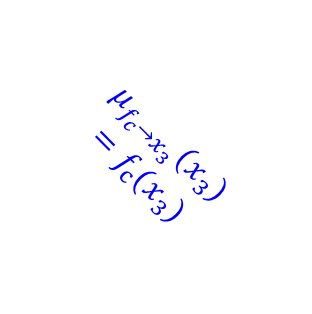 μ_{f_c→x_3}(x_3)
= f_c(x_3)